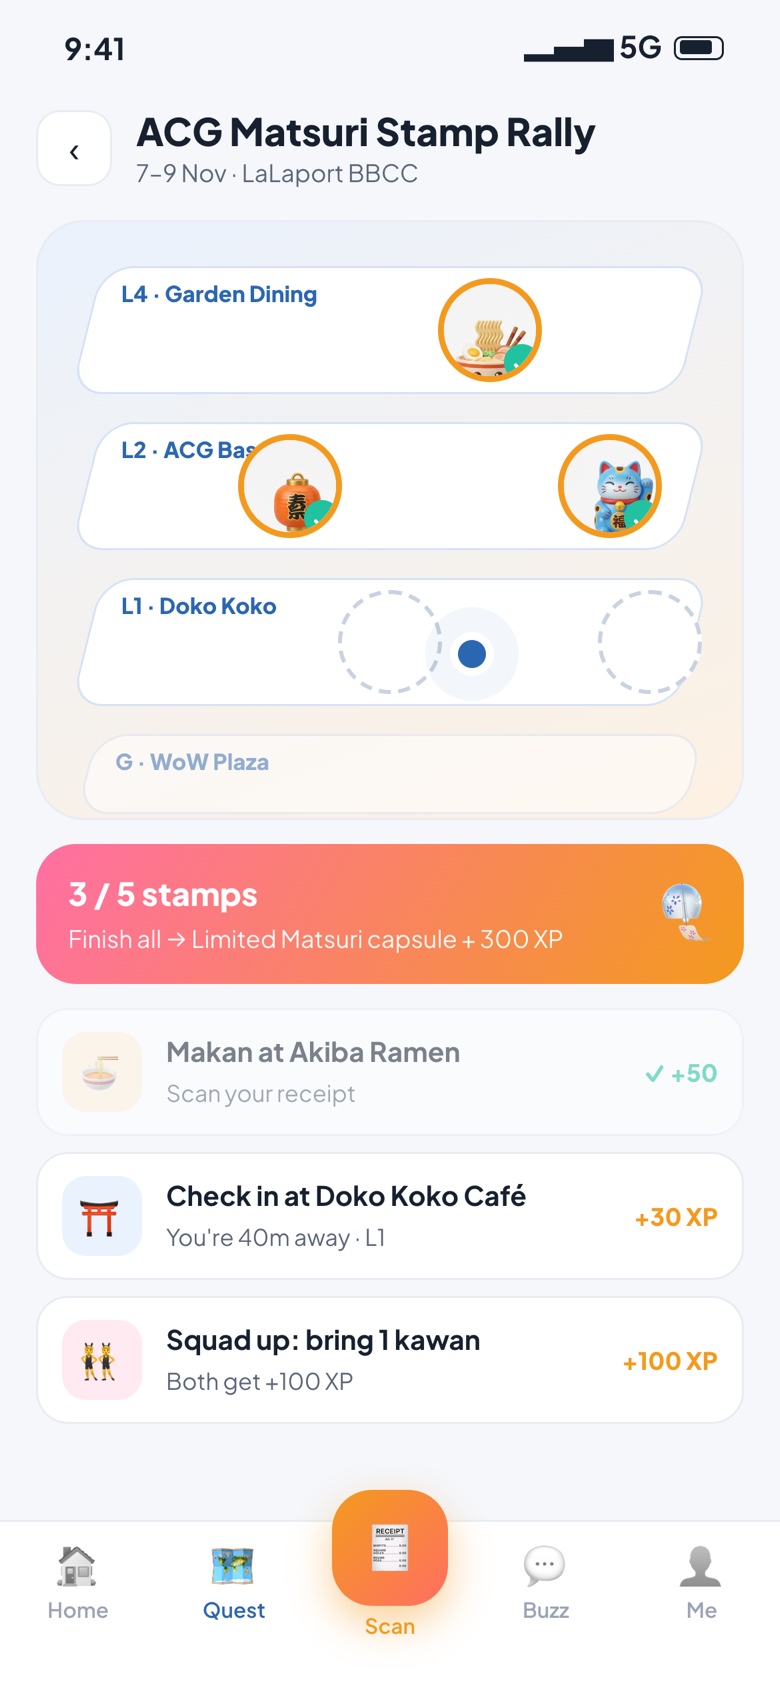 9:41
5G
ACG Matsuri Stamp Rally
7–9 Nov · LaLaport BBCC
L4 · Garden Dining
L2 · ACG Bas
福
L1 · Doko Koko
G · WoW Plaza
3 / 5 stamps
Finish all → Limited Matsuri capsule + 300 XP
Makan at Akiba Ramen
Scan your receipt
✓ +50
Check in at Doko Koko Café
You're 40m away · L1
+30 XP
Squad up: bring 1 kawan
Both get +100 XP
+100 XP
RECEIPT
Home
Quest
Scan
Buzz
Me